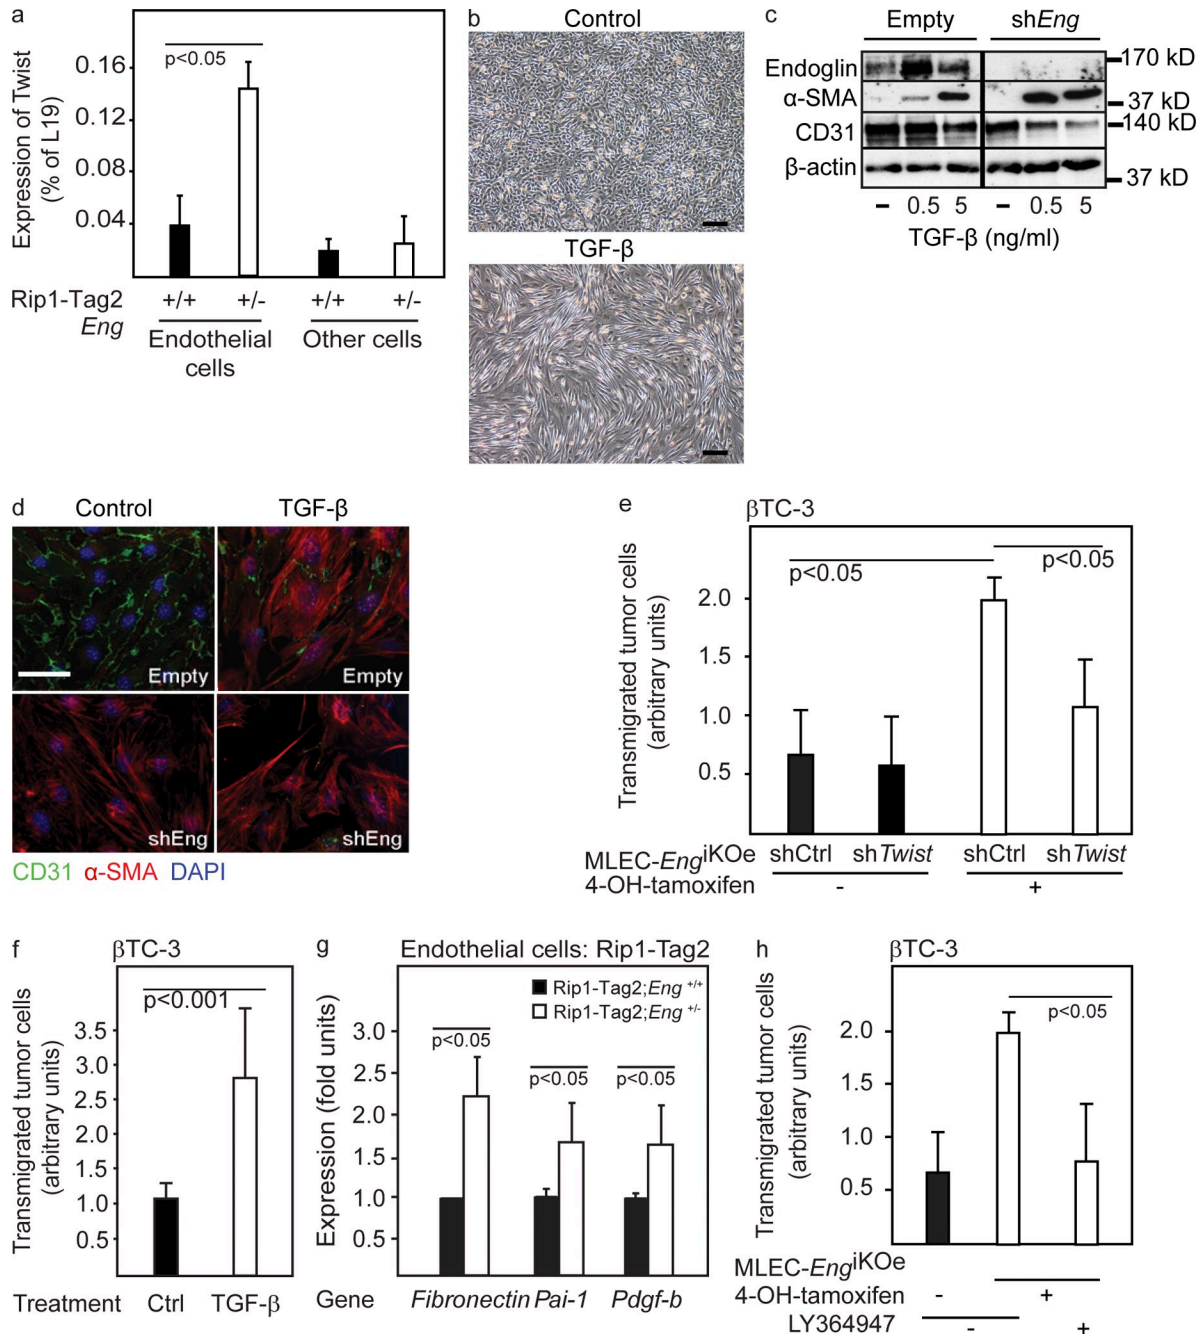 a
Expression of Twist
(% of L19)
0.16
0.12
0.08
0.04
p<0.05
Rip1-Tag2
Eng
+/+ +/- +/+ +/-
Endothelial
cells
Other cells
b
Control
TGF-β
c
Empty shEng
Endoglin
α-SMA
CD31
β-actin
170 kD
37 kD
140 kD
37 kD
– 0.5 5 – 0.5 5
TGF-β (ng/ml)
d
Control TGF-β
Empty Empty
shEng shEng
CD31 α-SMA DAPI
e
βTC-3
Transmigrated tumor cells
(arbitrary units)
2.0
1.5
1.0
0.5
p<0.05
p<0.05
MLEC-Eng iKOe shCtrl shTwist shCtrl shTwist
4-OH-tamoxifen - +
f
βTC-3
Transmigrated tumor cells
(arbitrary units)
3.5
3.0
2.5
2.0
1.5
1.0
0.5
p<0.001
Treatment Ctrl TGF-β
g
Endothelial cells: Rip1-Tag2
Expression (fold units)
3.0
2.5
2.0
1.5
1.0
0.5
Rip1-Tag2;Eng +/+
Rip1-Tag2;Eng +/-
p<0.05
p<0.05
p<0.05
Gene Fibronectin Pai-1 Pdgf-b
h
βTC-3
Transmigrated tumor cells
(arbitrary units)
2.0
1.5
1.0
0.5
p<0.05
MLEC-Eng iKOe
4-OH-tamoxifen - +
LY364947 - +